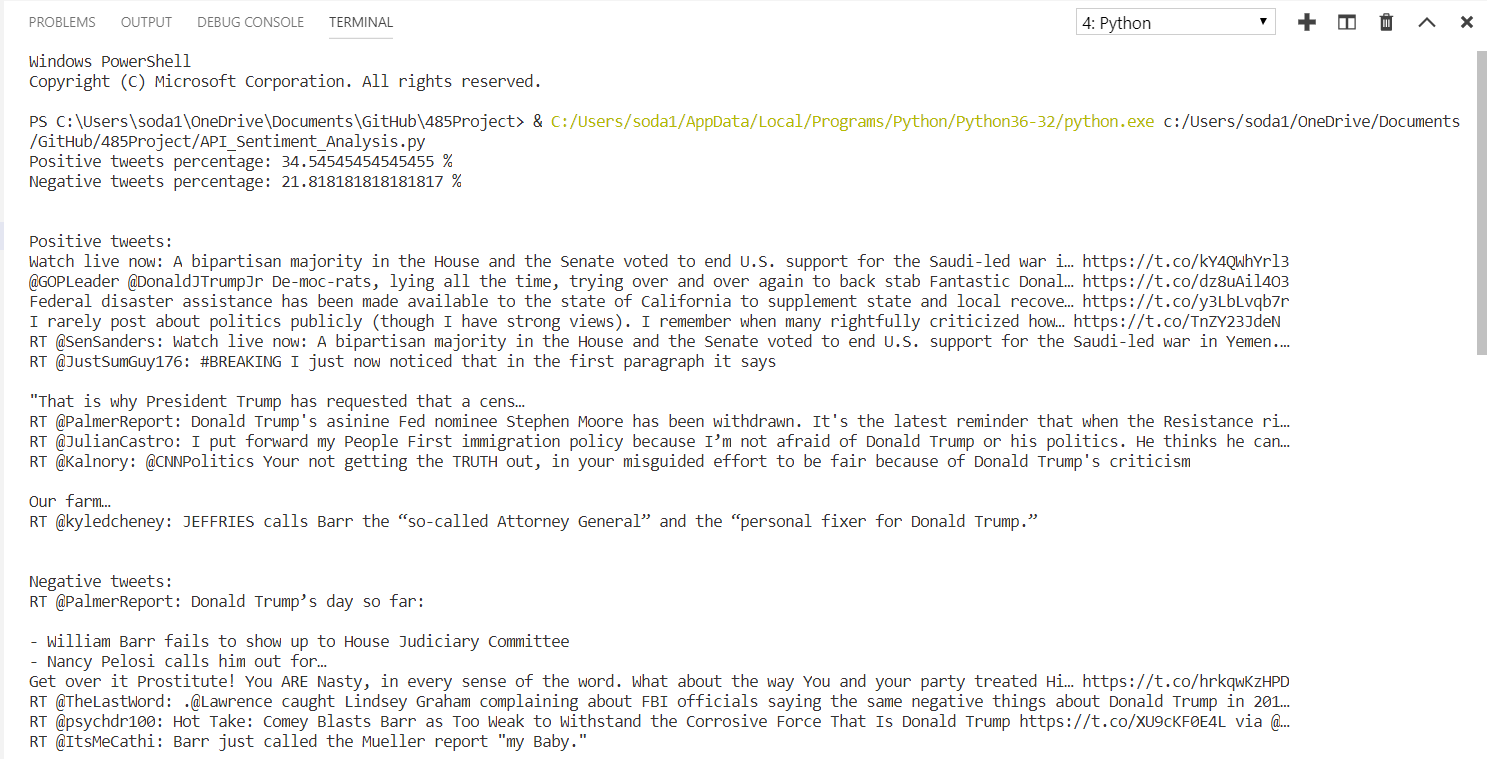 PROBLEMS OUTPUT DEBUG CONSOLE TERMINAL 4: Python
Windows PowerShell
Copyright (C) Microsoft Corporation. All rights reserved.
PS C:\Users\soda1\OneDrive\Documents\GitHub\485Project> & C:/Users/soda1/AppData/Local/Programs/Python/Python36-32/python.exe c:/Users/soda1/OneDrive/Documents
/GitHub/485Project/API_Sentiment_Analysis.py
Positive tweets percentage: 34.54545454545455 %
Negative tweets percentage: 21.818181818181817 %
Positive tweets:
Watch live now: A bipartisan majority in the House and the Senate voted to end U.S. support for the Saudi-led war i… https://t.co/kY4QWhYrl3
@GOPLeader @DonaldJTrumpJr De-moc-rats, lying all the time, trying over and over again to back stab Fantastic Donal… https://t.co/dz8uAil4O3
Federal disaster assistance has been made available to the state of California to supplement state and local recove… https://t.co/y3LbLvqb7r
I rarely post about politics publicly (though I have strong views). I remember when many rightfully criticized how… https://t.co/TnZY23JdeN
RT @SenSanders: Watch live now: A bipartisan majority in the House and the Senate voted to end U.S. support for the Saudi-led war in Yemen.…
RT @JustSumGuy176: #BREAKING I just now noticed that in the first paragraph it says
"That is why President Trump has requested that a cens…
RT @PalmerReport: Donald Trump's asinine Fed nominee Stephen Moore has been withdrawn. It's the latest reminder that when the Resistance ri…
RT @JulianCastro: I put forward my People First immigration policy because I’m not afraid of Donald Trump or his politics. He thinks he can…
RT @Kalnory: @CNNPolitics Your not getting the TRUTH out, in your misguided effort to be fair because of Donald Trump's criticism
Our farm…
RT @kyledcheney: JEFFRIES calls Barr the “so-called Attorney General” and the “personal fixer for Donald Trump.”
Negative tweets:
RT @PalmerReport: Donald Trump’s day so far:
- William Barr fails to show up to House Judiciary Committee
- Nancy Pelosi calls him out for…
Get over it Prostitute! You ARE Nasty, in every sense of the word. What about the way You and your party treated Hi… https://t.co/hrkqwKzHPD
RT @TheLastWord: .@Lawrence caught Lindsey Graham complaining about FBI officials saying the same negative things about Donald Trump in 201…
RT @psychdr100: Hot Take: Comey Blasts Barr as Too Weak to Withstand the Corrosive Force That Is Donald Trump https://t.co/XU9cKF0E4L via @…
RT @ItsMeCathi: Barr just called the Mueller report "my Baby."